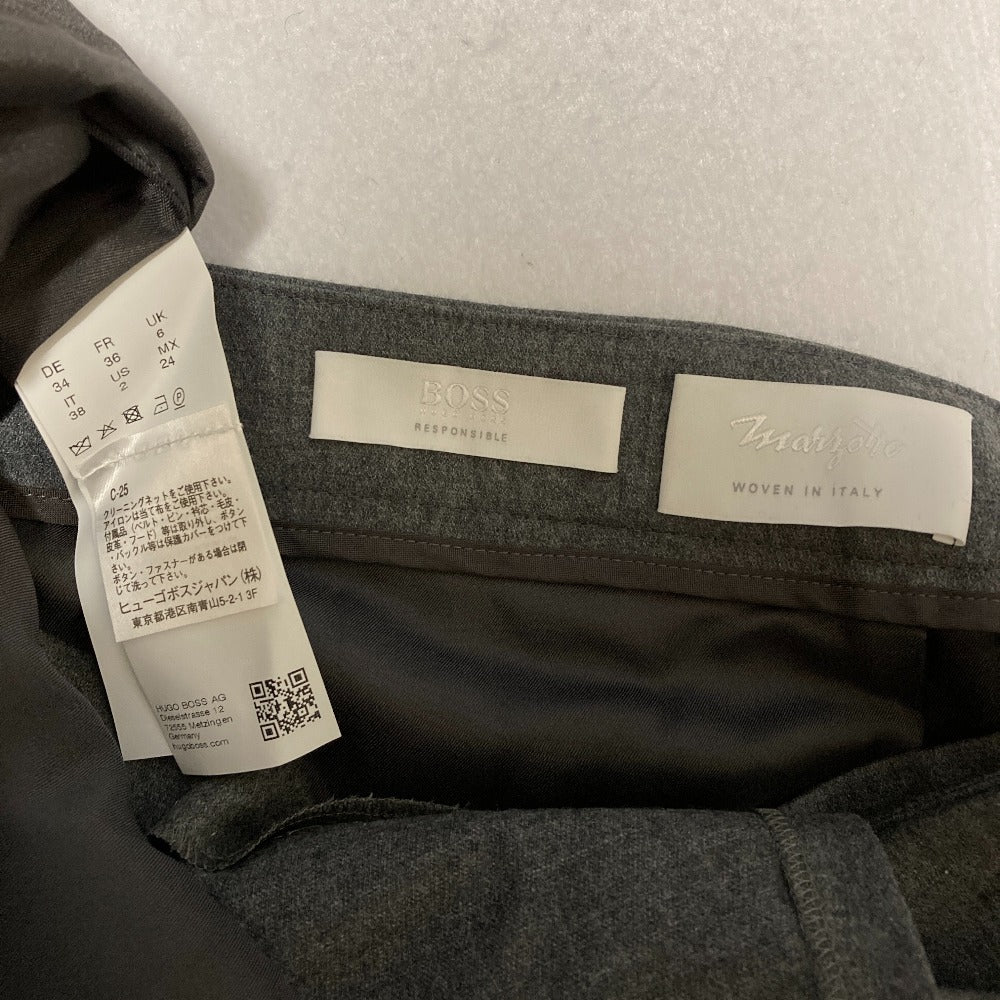 DE FR UK
34 36 6
IT US MX
38 2 24
C-25
クリーニングネットをご使用下さい。
アイロンは当て布をご使用下さい。
付属品（ベルト・ピン・衿芯・毛皮・
皮革・フード）等は取り外し、ボタン
・バックル等は保護カバーをつけて下
さい。
ボタン・ファスナーがある場合は閉
じて洗って下さい。
ヒューゴボスジャパン(株)
東京都港区南青山5-2-1 3F
HUGO BOSS AG
Dieselstrasse 12
72555 Metzingen
Germany
hugoboss.com
BOSS
HUGO BOSS
RESPONSIBLE
Marzotto
WOVEN IN ITALY